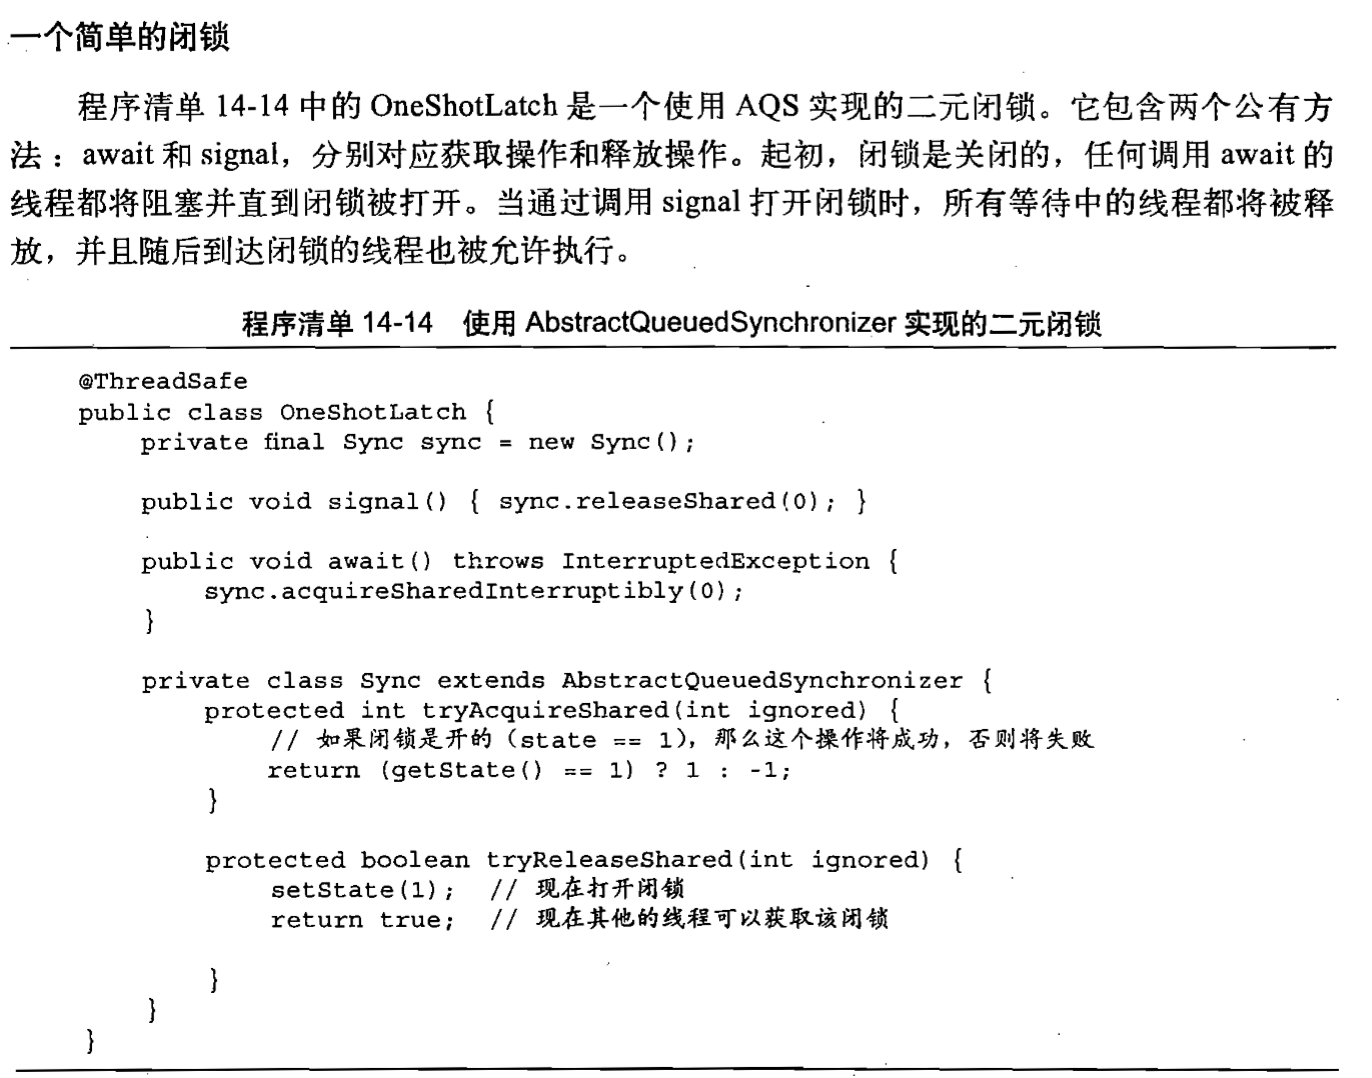 一个简单的闭锁
程序清单 14-14 中的 OneShotLatch 是一个使用 AQS 实现的二元闭锁。它包含两个公有方
法：await 和 signal，分别对应获取操作和释放操作。起初，闭锁是关闭的，任何调用 await 的
线程都将阻塞并直到闭锁被打开。当通过调用 signal 打开闭锁时，所有等待中的线程都将被释
放，并且随后到达闭锁的线程也被允许执行。
程序清单 14-14 使用 AbstractQueuedSynchronizer 实现的二元闭锁
@ThreadSafe
public class OneShotLatch {
    private final Sync sync = new Sync();
    public void signal() { sync.releaseShared(0); }
    public void await() throws InterruptedException {
        sync.acquireSharedInterruptibly(0);
    }
    private class Sync extends AbstractQueuedSynchronizer {
        protected int tryAcquireShared(int ignored) {
            // 如果闭锁是开的（state == 1），那么这个操作将成功，否则将失败
            return (getState() == 1) ? 1 : -1;
        }
        protected boolean tryReleaseShared(int ignored) {
            setState(1); // 现在打开闭锁
            return true; // 现在其他的线程可以获取该闭锁
        }
    }
}